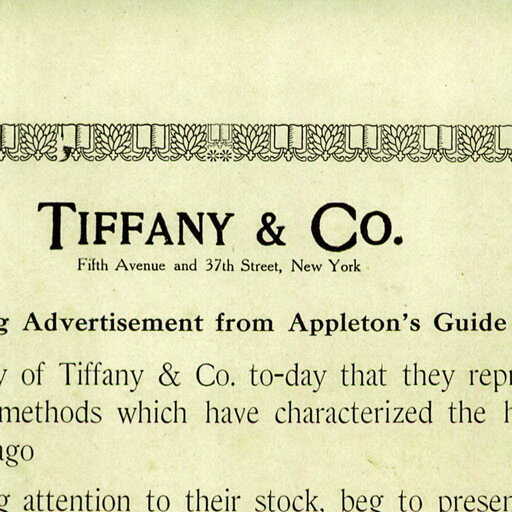 TIFFANY & CO.
Fifth Avenue and 37th Street, New York
g Advertisement from Appleton's Guide
y of Tiffany & Co. to-day that they repr
methods which have characterized the h
ago
g attention to their stock, beg to presen